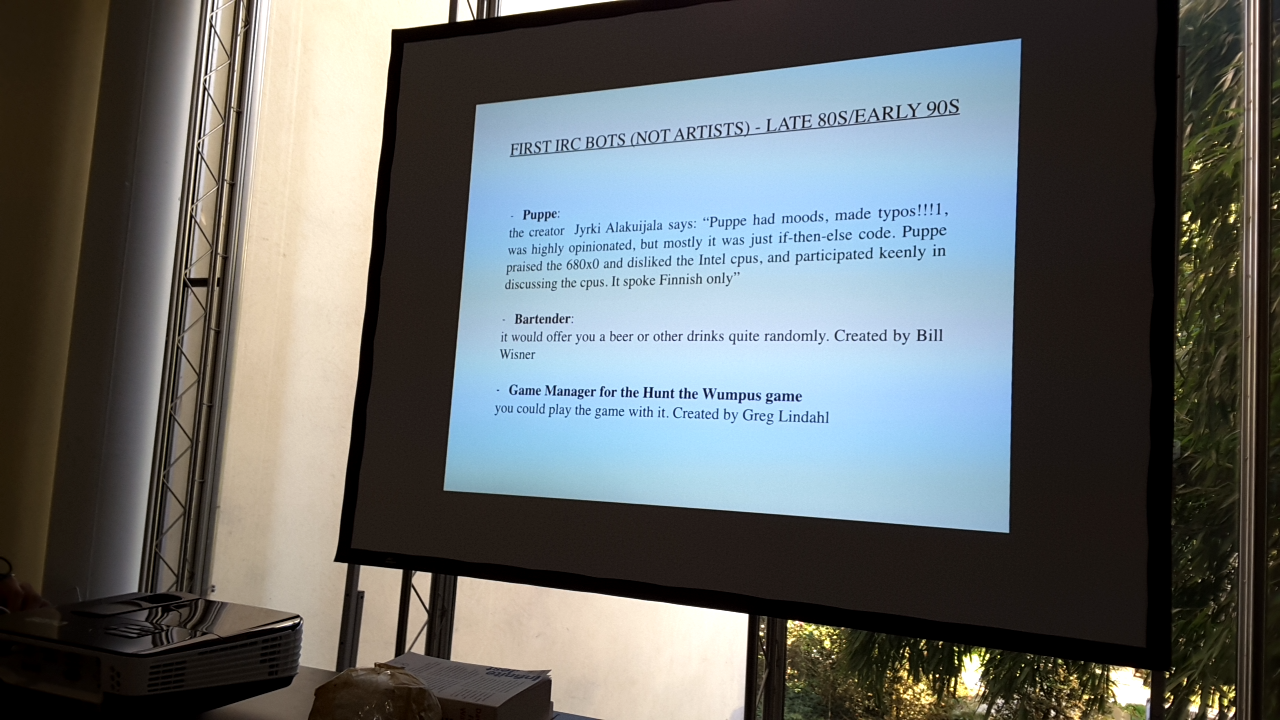 FIRST IRC BOTS (NOT ARTISTS) - LATE 80S/EARLY 90S
- Puppe:
the creator Jyrki Alakuijala says: “Puppe had moods, made typos!!!1,
was highly opinionated, but mostly it was just if-then-else code. Puppe
praised the 680x0 and disliked the Intel cpus, and participated keenly in
discussing the cpus. It spoke Finnish only”
- Bartender:
it would offer you a beer or other drinks quite randomly. Created by Bill
Wisner
- Game Manager for the Hunt the Wumpus game
you could play the game with it. Created by Greg Lindahl